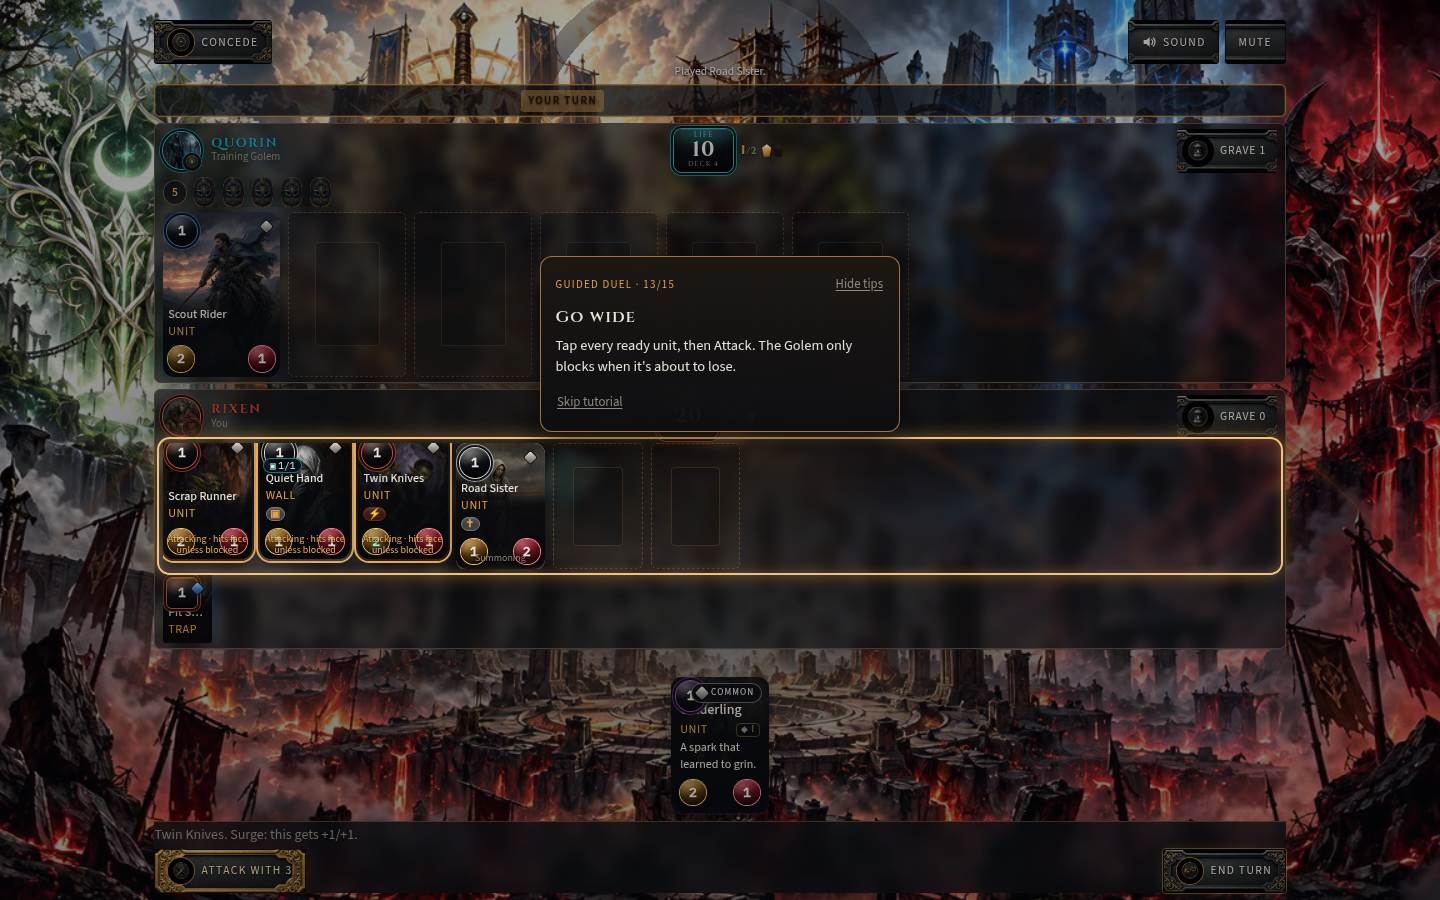 CONCEDE
SOUND
MUTE
Played Road Sister.
YOUR TURN
QUORIN
Training Golem
LIFE
10
DECK 4
1/2
GRAVE 1
5
1
Scout Rider
UNIT
2
1
GUIDED DUEL · 13/15
Hide tips
GO WIDE
Tap every ready unit, then Attack. The Golem only
blocks when it's about to lose.
Skip tutorial
20
RIXEN
You
GRAVE 0
1
Scrap Runner
UNIT
Attacking · hits face
unless blocked
1
1
1/1
Quiet Hand
WALL
Attacking · hits face
unless blocked
1
Twin Knives
UNIT
Attacking · hits face
unless blocked
1
Road Sister
UNIT
1
2
Summoning
1
TRAP
1
COMMON
UNIT
A spark that
learned to grin.
2
1
Twin Knives. Surge: this gets +1/+1.
ATTACK WITH 3
END TURN